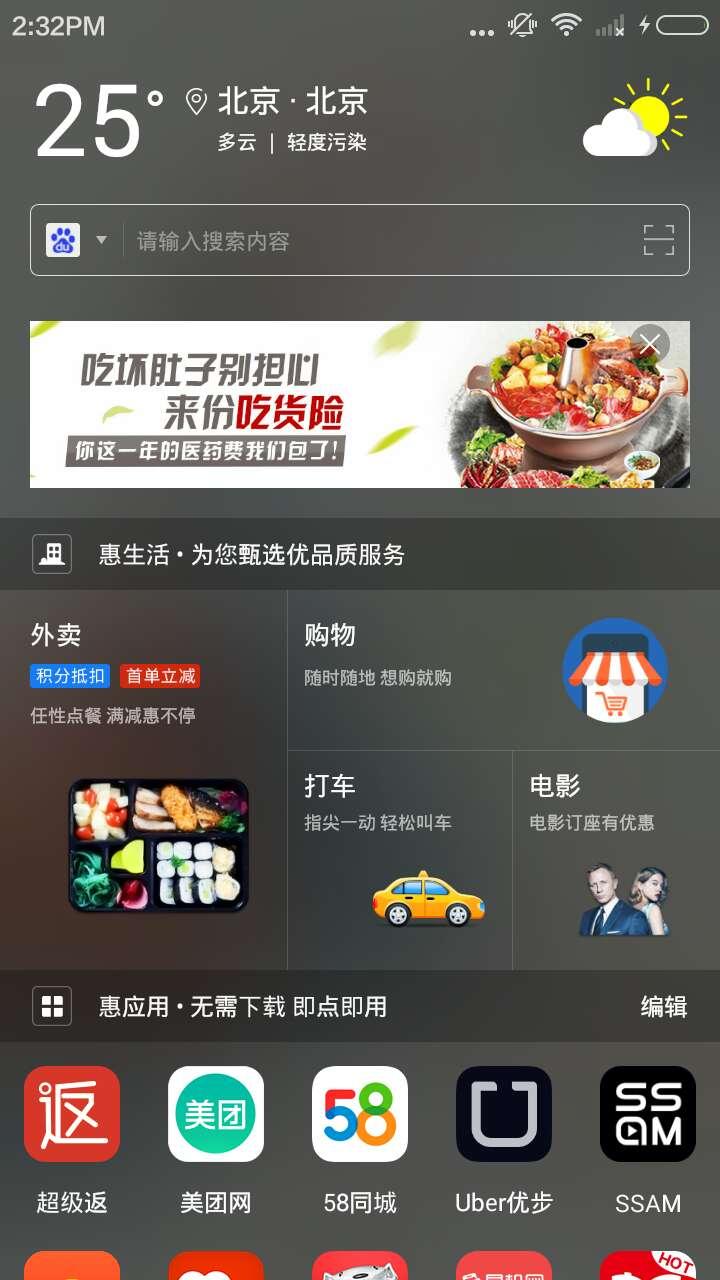 2:32PM
25°
北京 · 北京
多云 | 轻度污染
du
请输入搜索内容
吃坏肚子别担心
来份吃货险
你这一年的医药费我们包了!
惠生活 · 为您甄选优品质服务
外卖
积分抵扣 首单立减
任性点餐 满减惠不停
购物
随时随地 想购就购
打车
指尖一动 轻松叫车
电影
电影订座有优惠
惠应用 · 无需下载 即点即用
编辑
返
美团
58
U
SS
@M
超级返
美团网
58同城
Uber优步
SSAM
HOT